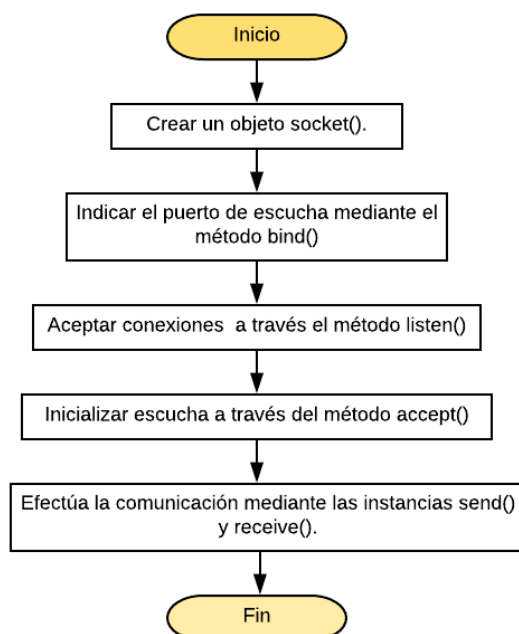 Inicio
Crear un objeto socket().
Indicar el puerto de escucha mediante el
método bind()
Aceptar conexiones a través el método listen()
Inicializar escucha a través del método accept()
Efectúa la comunicación mediante las instancias send()
y receive().
Fin